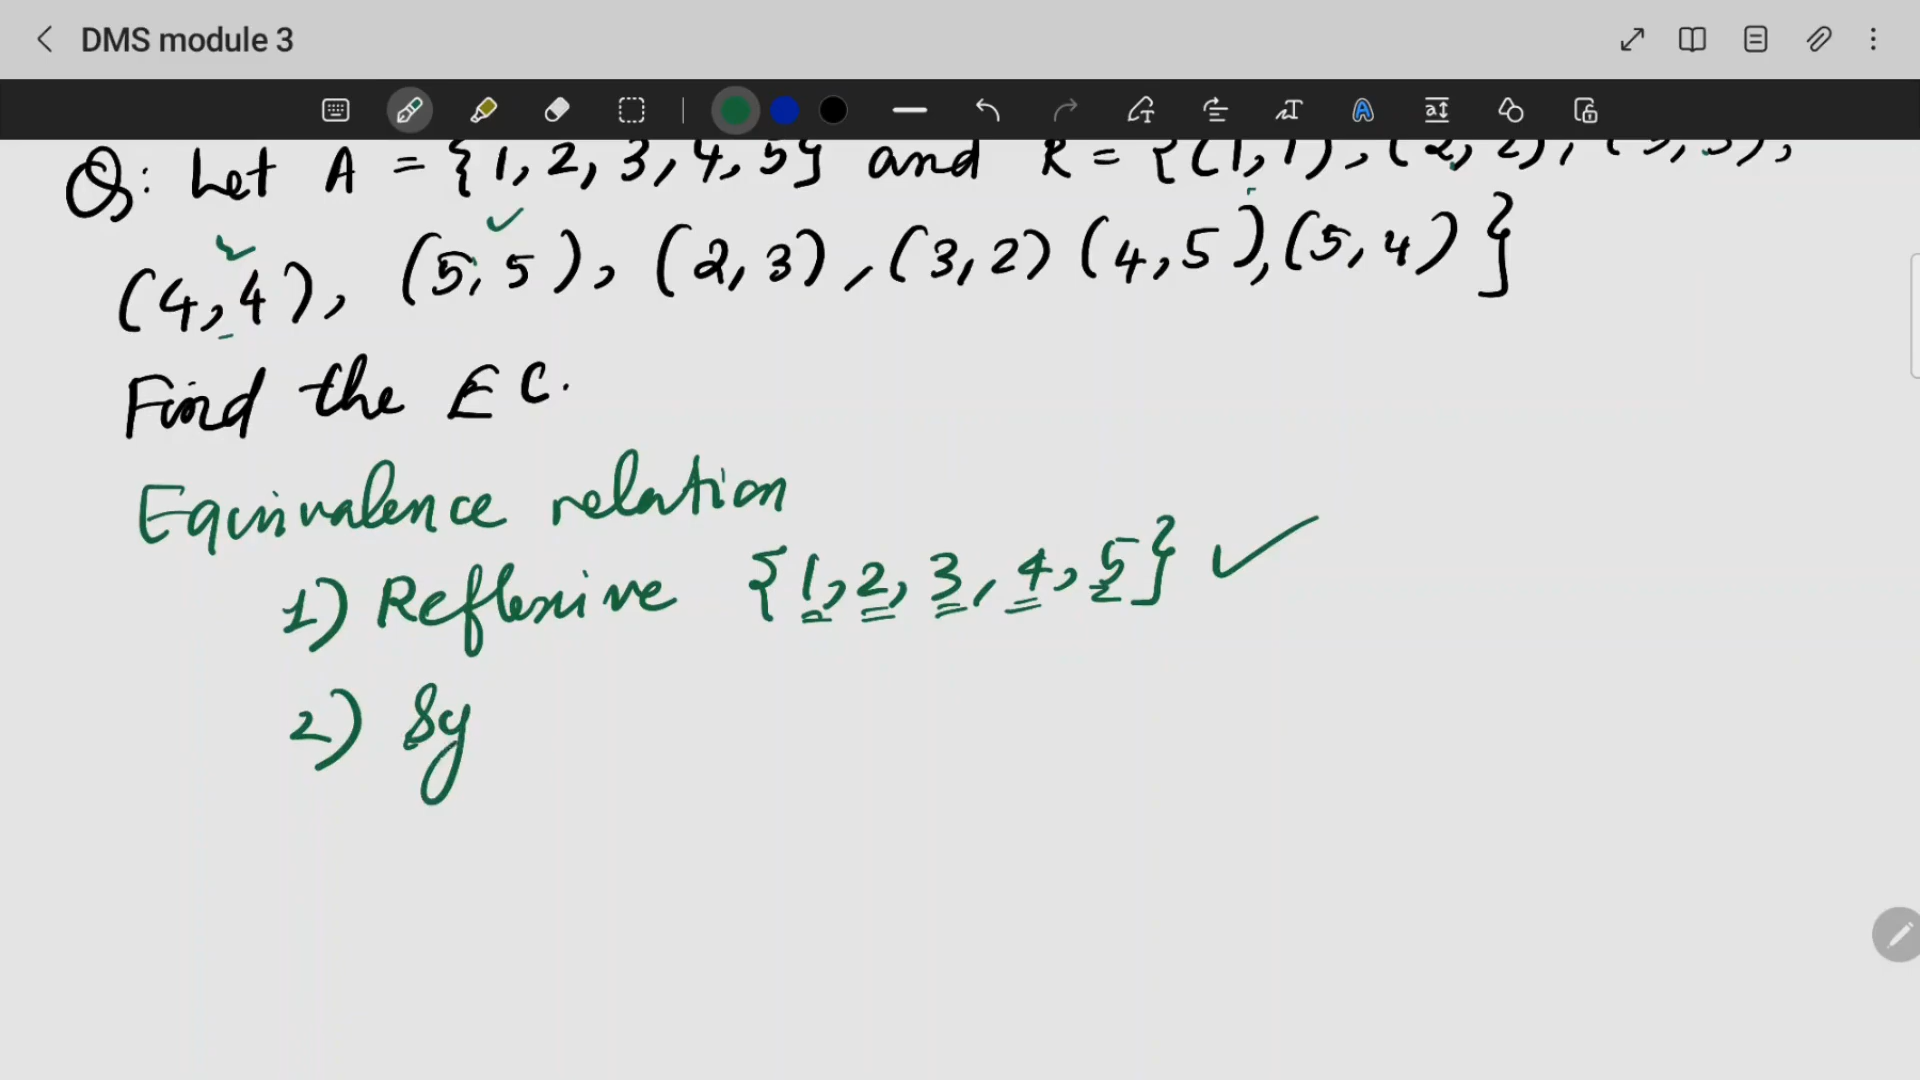 DMS module 3
Q: Let A = {1, 2, 3, 4, 5} and R = {(1, 1), (2, 2), (3, 3),
(4, 4), (5, 5), (2, 3), (3, 2) (4, 5), (5, 4)}
Find the EC.
Equivalence relation
1) Reflexive {1, 2, 3, 4, 5} ✓
2) Sy